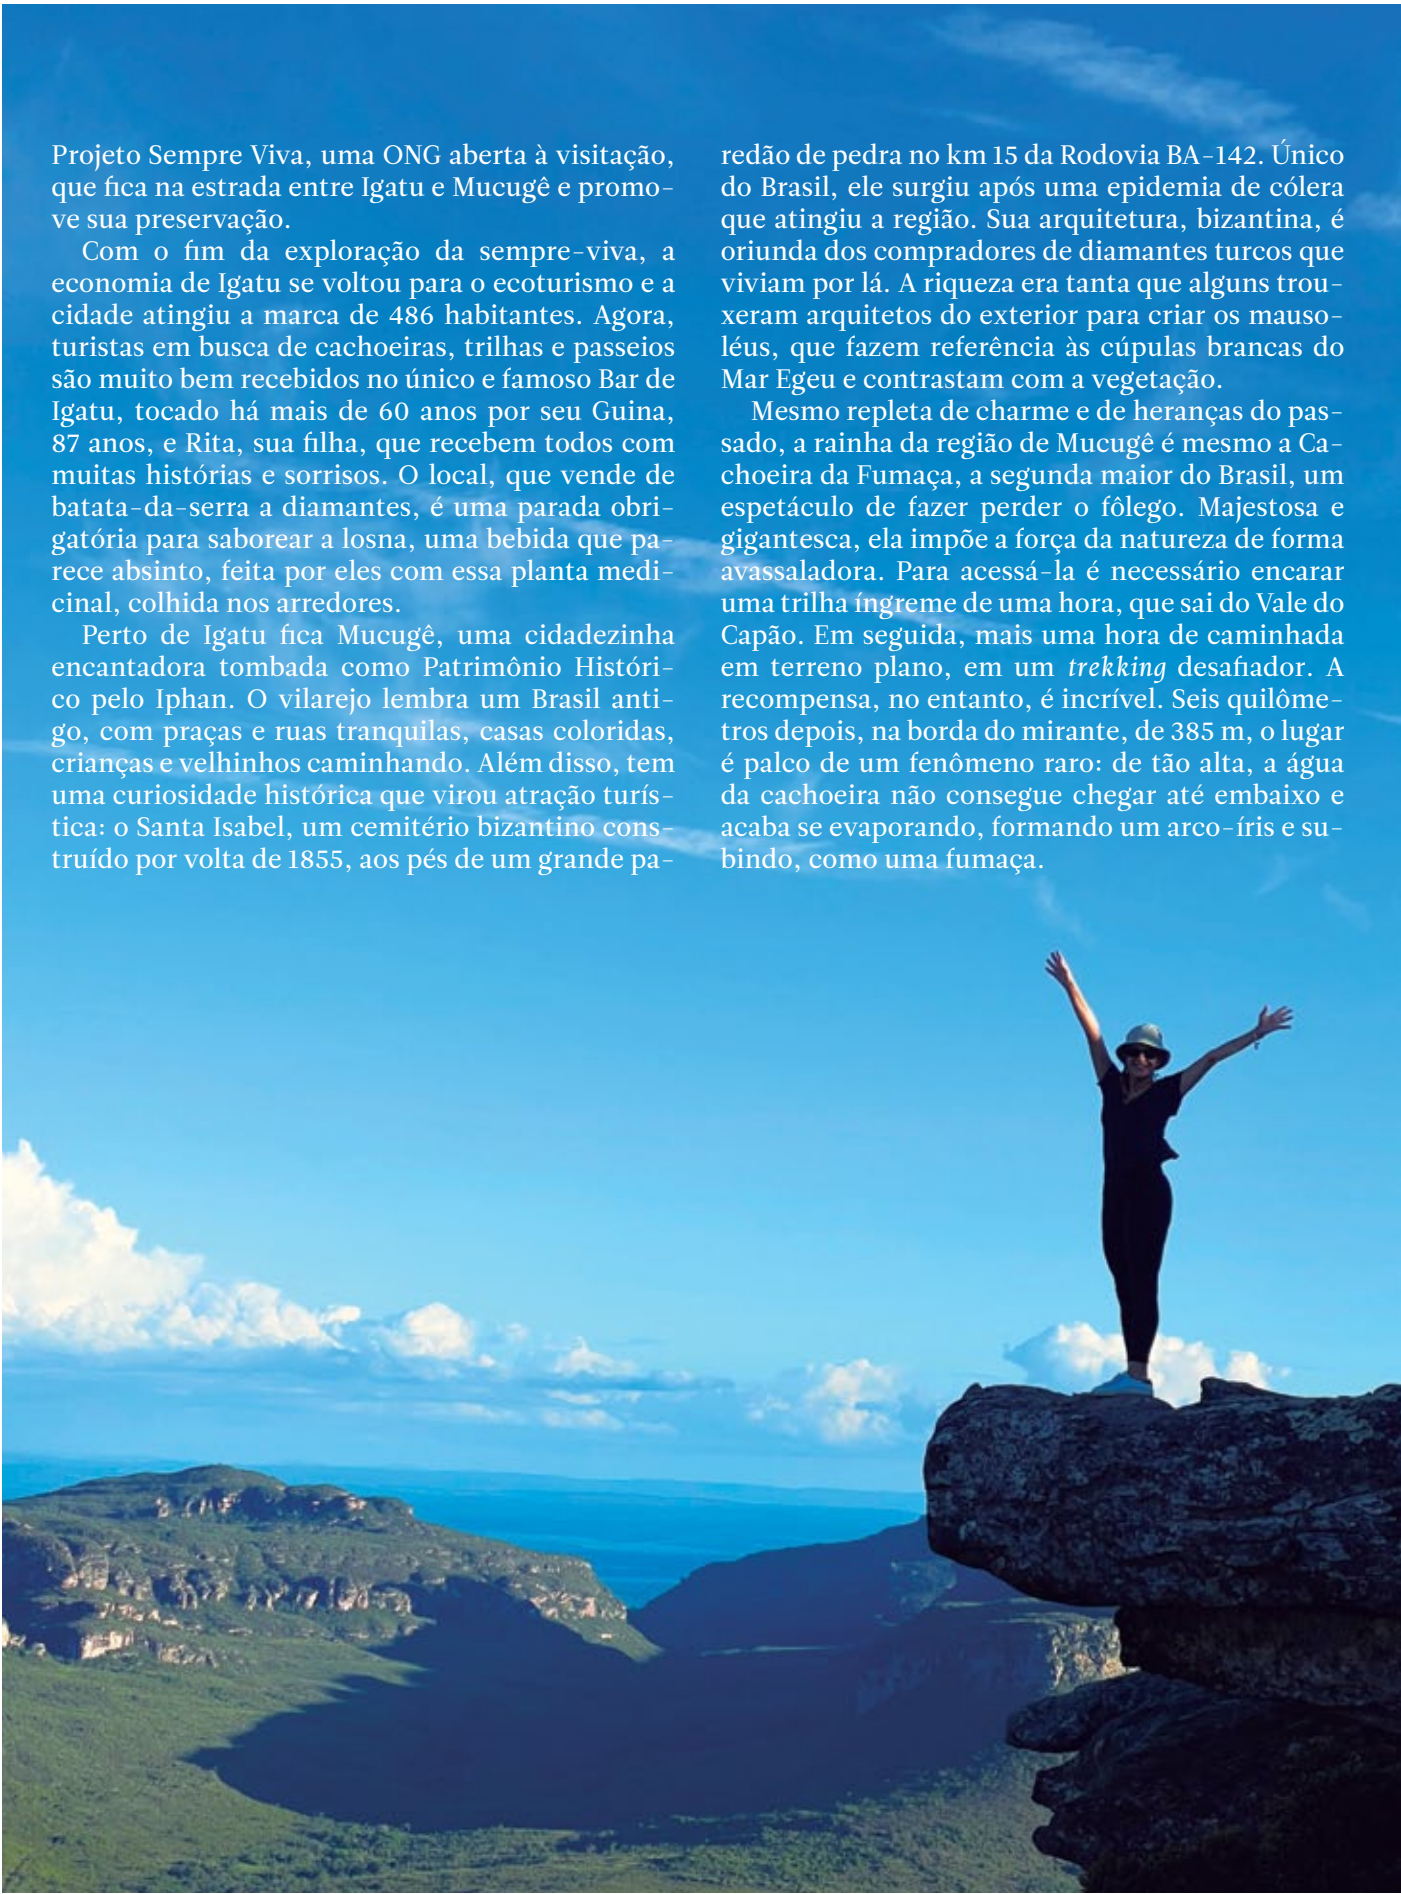 Projeto Sempre Viva, uma ONG aberta à visitação,
que fica na estrada entre Igatu e Mucugê e promo-
ve sua preservação.
Com o fim da exploração da sempre-viva, a
economia de Igatu se voltou para o ecoturismo e a
cidade atingiu a marca de 486 habitantes. Agora,
turistas em busca de cachoeiras, trilhas e passeios
são muito bem recebidos no único e famoso Bar de
Igatu, tocado há mais de 60 anos por seu Guina,
87 anos, e Rita, sua filha, que recebem todos com
muitas histórias e sorrisos. O local, que vende de
batata-da-serra a diamantes, é uma parada obri-
gatória para saborear a losna, uma bebida que pa-
rece absinto, feita por eles com essa planta medi-
cinal, colhida nos arredores.
Perto de Igatu fica Mucugê, uma cidadezinha
encantadora tombada como Patrimônio Históri-
co pelo Iphan. O vilarejo lembra um Brasil anti-
go, com praças e ruas tranquilas, casas coloridas,
crianças e velhinhos caminhando. Além disso, tem
uma curiosidade histórica que virou atração turís-
tica: o Santa Isabel, um cemitério bizantino cons-
truído por volta de 1855, aos pés de um grande pa-
redão de pedra no km 15 da Rodovia BA-142. Único
do Brasil, ele surgiu após uma epidemia de cólera
que atingiu a região. Sua arquitetura, bizantina, é
oriunda dos compradores de diamantes turcos que
viviam por lá. A riqueza era tanta que alguns trou-
xeram arquitetos do exterior para criar os mauso-
léus, que fazem referência às cúpulas brancas do
Mar Egeu e contrastam com a vegetação.
Mesmo repleta de charme e de heranças do pas-
sado, a rainha da região de Mucugê é mesmo a Ca-
choeira da Fumaça, a segunda maior do Brasil, um
espetáculo de fazer perder o fôlego. Majestosa e
gigantesca, ela impõe a força da natureza de forma
avassaladora. Para acessá-la é necessário encarar
uma trilha íngreme de uma hora, que sai do Vale do
Capão. Em seguida, mais uma hora de caminhada
em terreno plano, em um trekking desafiador. A
recompensa, no entanto, é incrível. Seis quilôme-
tros depois, na borda do mirante, de 385 m, o lugar
é palco de um fenômeno raro: de tão alta, a água
da cachoeira não consegue chegar até embaixo e
acaba se evaporando, formando um arco-íris e su-
bindo, como uma fumaça.